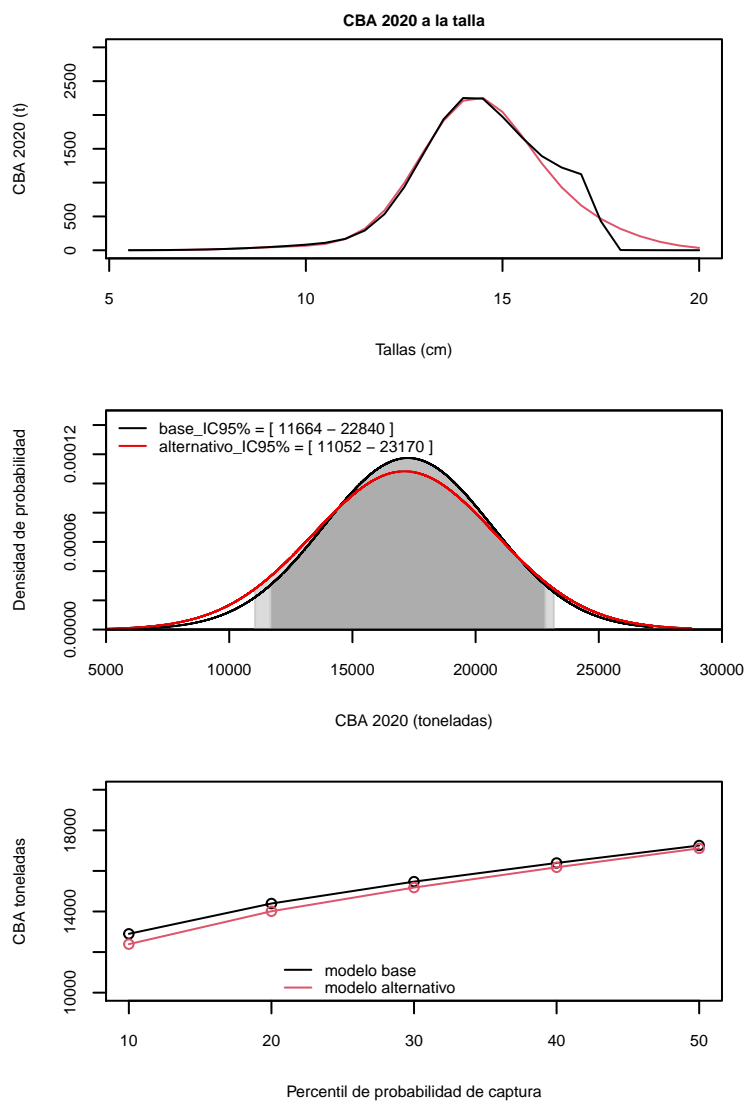 CBA 2020 a la talla
CBA 2020 (t)
2500
1500
500
0
5 10 15 20
Tallas (cm)
Densidad de probabilidad
0.00012
0.00006
0.00000
base_IC95% = [ 11664 − 22840 ]
alternativo_IC95% = [ 11052 − 23170 ]
5000 10000 15000 20000 25000 30000
CBA 2020 (toneladas)
CBA toneladas
18000
14000
10000
modelo base
modelo alternativo
10 20 30 40 50
Percentil de probabilidad de captura